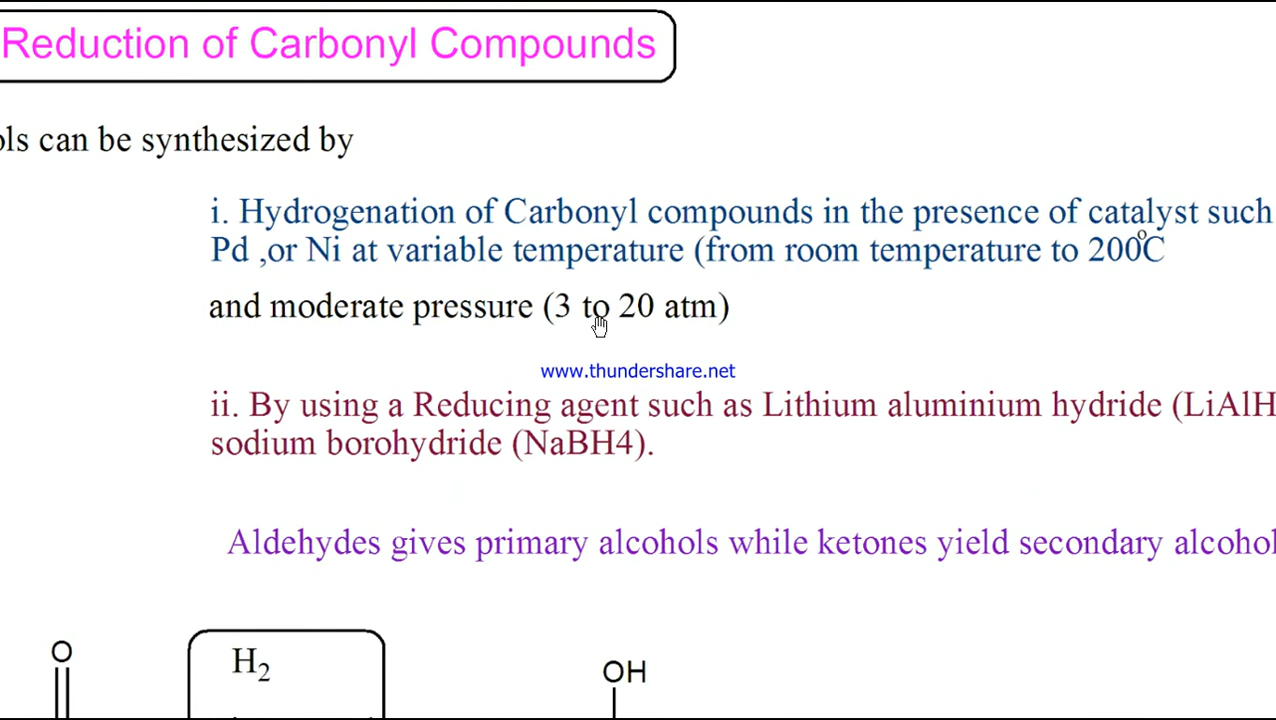 Reduction of Carbonyl Compounds
ols can be synthesized by
i. Hydrogenation of Carbonyl compounds in the presence of catalyst such
Pd ,or Ni at variable temperature (from room temperature to 200°C
and moderate pressure (3 to 20 atm)
www.thundershare.net
ii. By using a Reducing agent such as Lithium aluminium hydride (LiAlH
sodium borohydride (NaBH4).
Aldehydes gives primary alcohols while ketones yield secondary alcohol
O
H₂
OH